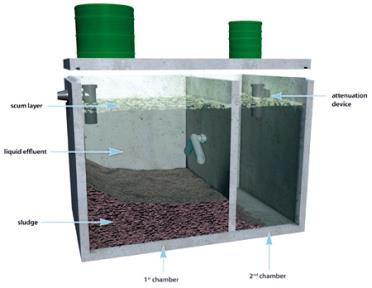 scum layer
attenuation
device
liquid effluent
sludge
1st chamber
2nd chamber